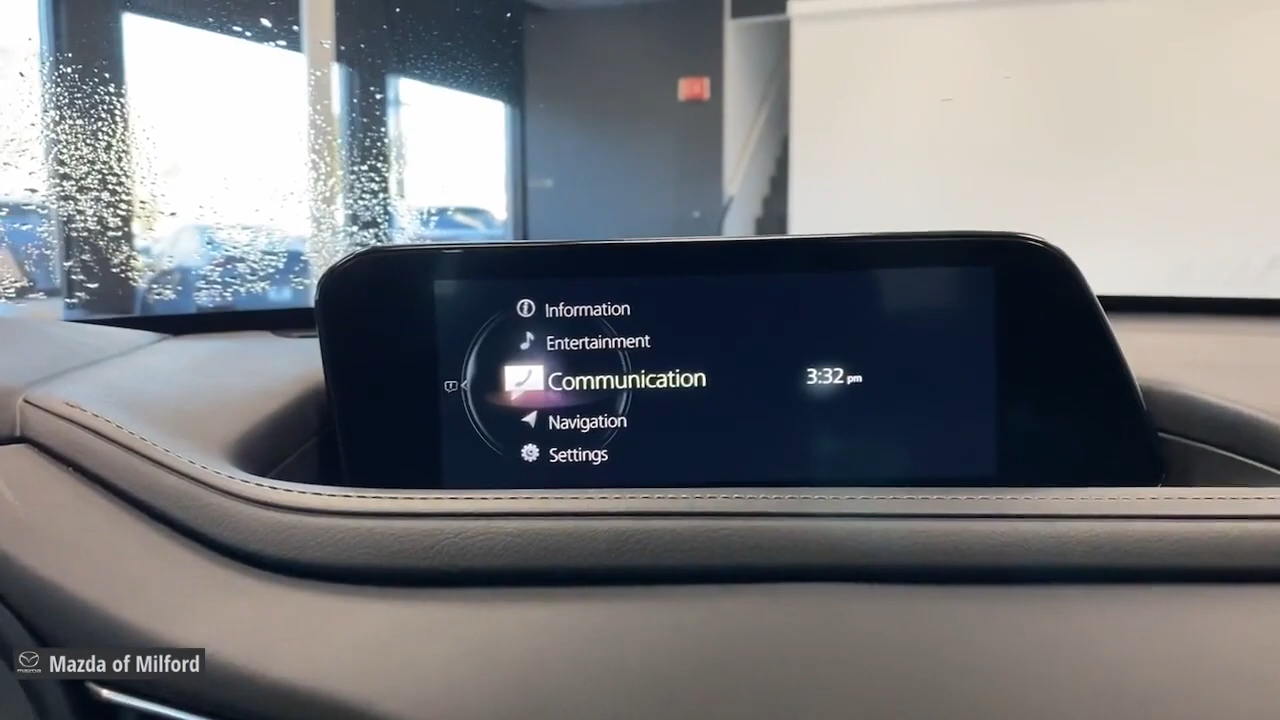 Information
Entertainment
Communication
3:32 pm
Navigation
Settings
Mazda of Milford